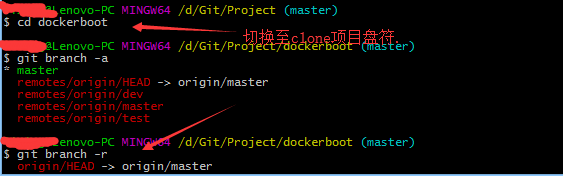 @Lenovo-PC MINGW64 /d/Git/Project (master)
$ cd dockerboot
切换至clone项目盘符.
@Lenovo-PC MINGW64 /d/Git/Project/dockerboot (master)
$ git branch -a
* master
remotes/origin/HEAD -> origin/master
remotes/origin/dev
remotes/origin/master
remotes/origin/test
@Lenovo-PC MINGW64 /d/Git/Project/dockerboot (master)
$ git branch -r
origin/HEAD -> origin/master